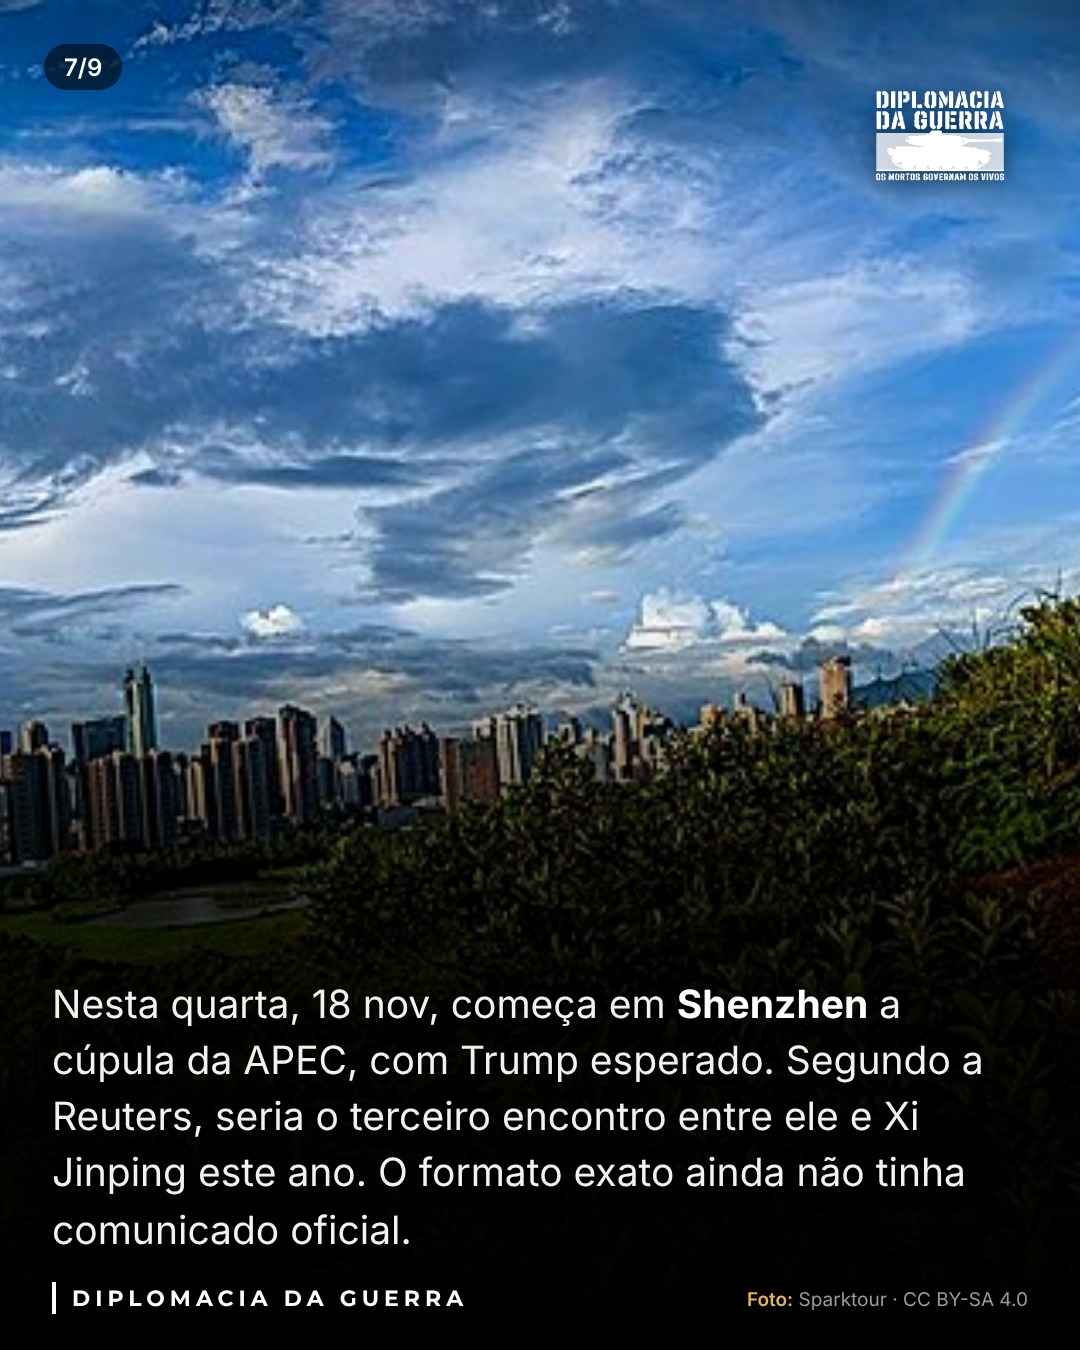 7/9
DIPLOMACIA
DA GUERRA
OS MORTOS GOVERNAM OS VIVOS
Nesta quarta, 18 nov, começa em Shenzhen a
cúpula da APEC, com Trump esperado. Segundo a
Reuters, seria o terceiro encontro entre ele e Xi
Jinping este ano. O formato exato ainda não tinha
comunicado oficial.
DIPLOMACIA DA GUERRA
Foto: Sparktour · CC BY-SA 4.0